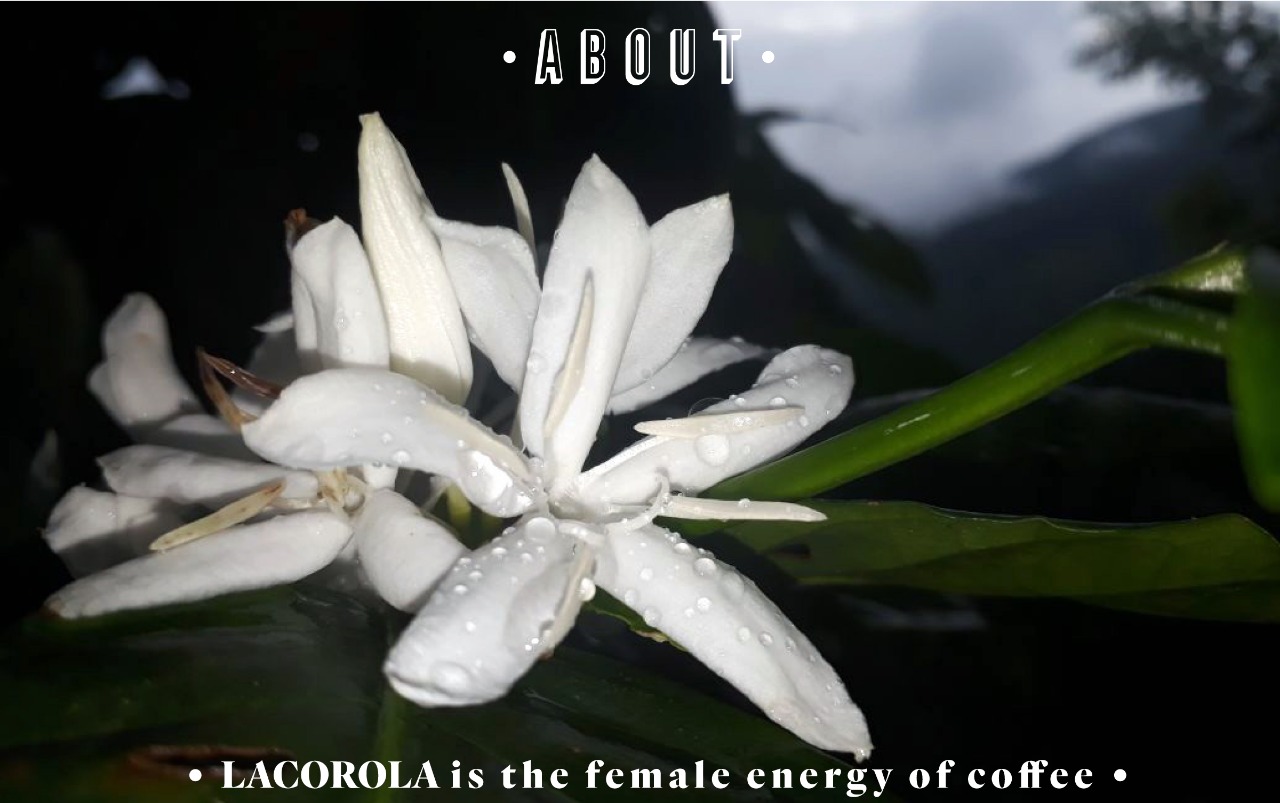 • ABOUT •
• LACOROLA is the female energy of coffee •